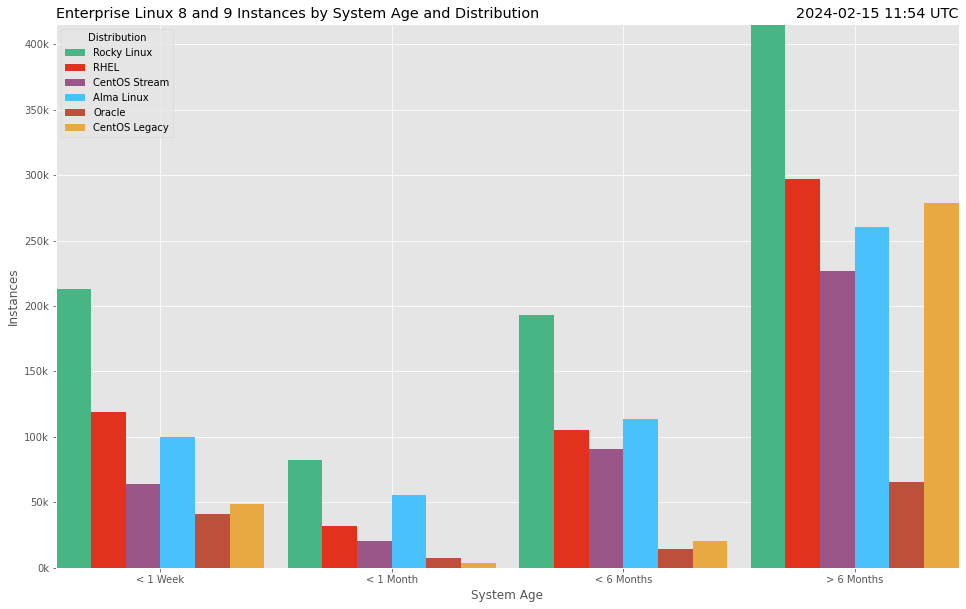 Enterprise Linux 8 and 9 Instances by System Age and Distribution
2024-02-15 11:54 UTC
Distribution
Rocky Linux
RHEL
CentOS Stream
Alma Linux
Oracle
CentOS Legacy
400k
350k
300k
250k
200k
150k
100k
50k
0k
Instances
< 1 Week
< 1 Month
< 6 Months
> 6 Months
System Age